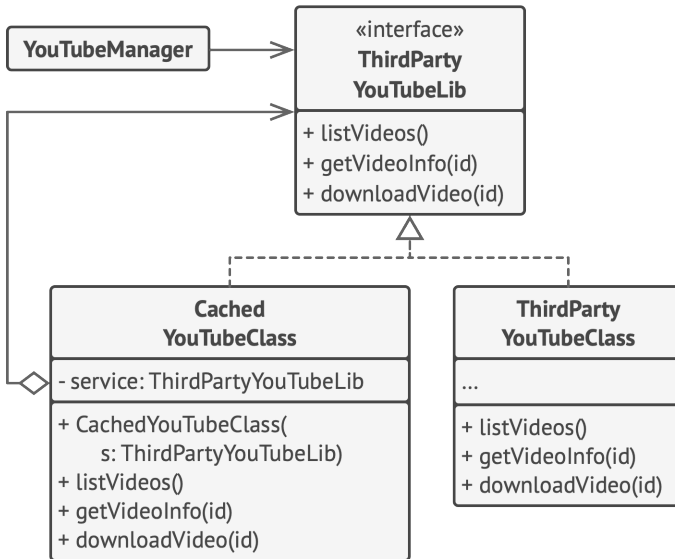 YouTubeManager
«interface»
ThirdParty
YouTubeLib
+ listVideos()
+ getVideoInfo(id)
+ downloadVideo(id)
Cached
YouTubeClass
- service: ThirdPartyYouTubeLib
+ CachedYouTubeClass(
s: ThirdPartyYouTubeLib)
+ listVideos()
+ getVideoInfo(id)
+ downloadVideo(id)
ThirdParty
YouTubeClass
...
+ listVideos()
+ getVideoInfo(id)
+ downloadVideo(id)